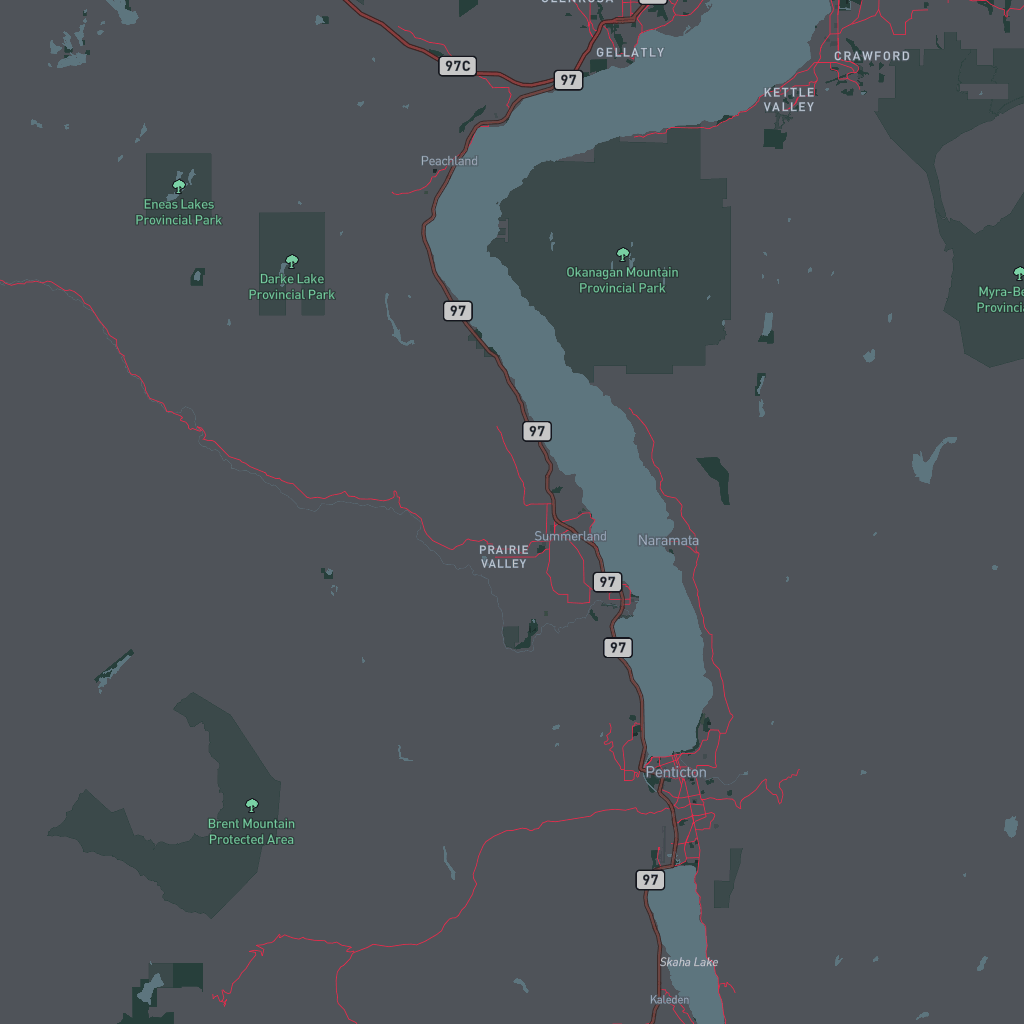 GELLATLY
CRAWFORD
97C
97
KETTLE
VALLEY
Peachland
Eneas Lakes
Provincial Park
Darke Lake
Provincial Park
Okanagan Mountain
Provincial Park
97
97
Summerland
Naramata
PRAIRIE
VALLEY
97
97
Penticton
Brent Mountain
Protected Area
97
Skaha Lake
Kaleden